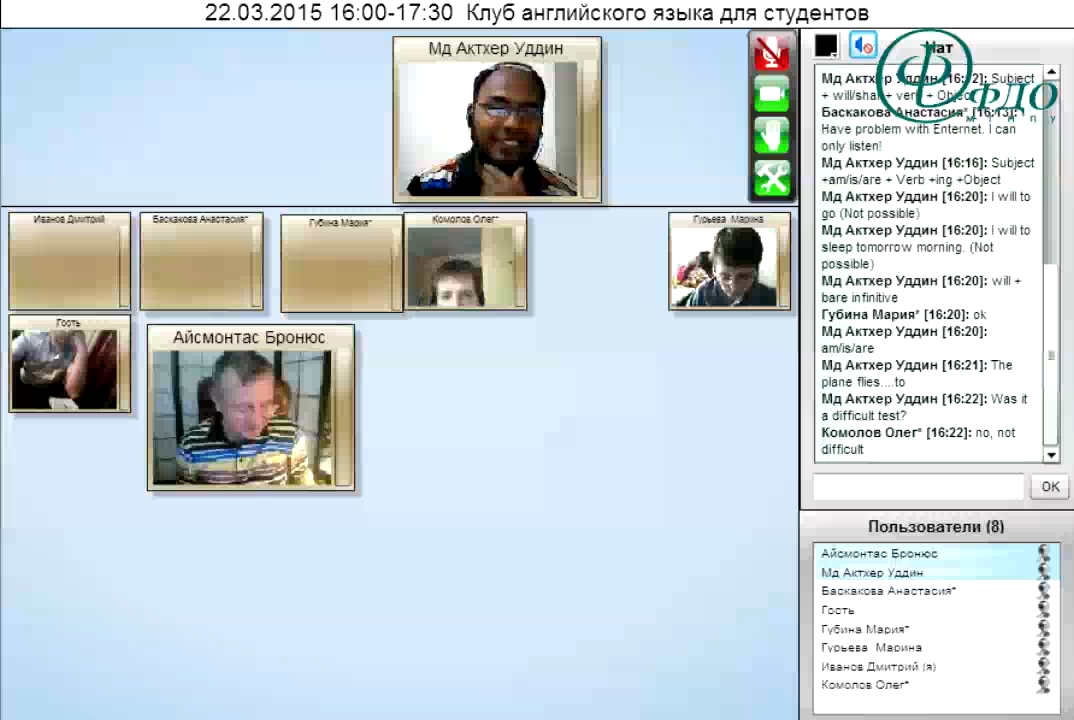 22.03.2015 16:00-17:30 Клуб английского языка для студентов
Мд Актхер Уддин
Иванов Дмитрий
Баскакова Анастасия*
Губина Мария*
Комолов Олег*
Гурьева Марина
Гость
Айсмонтас Бронюс
Чат
ФДО
Мд Актхер Уддин [16:12]: Subject
+ will/shall + verb + Object
Баскакова Анастасия* [16:13]:
Have problem with Enternet. I can
only listen!
Мд Актхер Уддин [16:16]: Subject
+am/is/are + Verb +ing +Object
Мд Актхер Уддин [16:20]: I will to
go (Not possible)
Мд Актхер Уддин [16:20]: I will to
sleep tomorrow morning. (Not
possible)
Мд Актхер Уддин [16:20]: will +
bare infinitive
Губина Мария* [16:20]: ok
Мд Актхер Уддин [16:20]:
am/is/are
Мд Актхер Уддин [16:21]: The
plane flies....to
Мд Актхер Уддин [16:22]: Was it
a difficult test?
Комолов Олег* [16:22]: no, not
difficult
OK
Пользователи (8)
Айсмонтас Бронюс
Мд Актхер Уддин
Баскакова Анастасия*
Гость
Губина Мария*
Гурьева Марина
Иванов Дмитрий (я)
Комолов Олег*